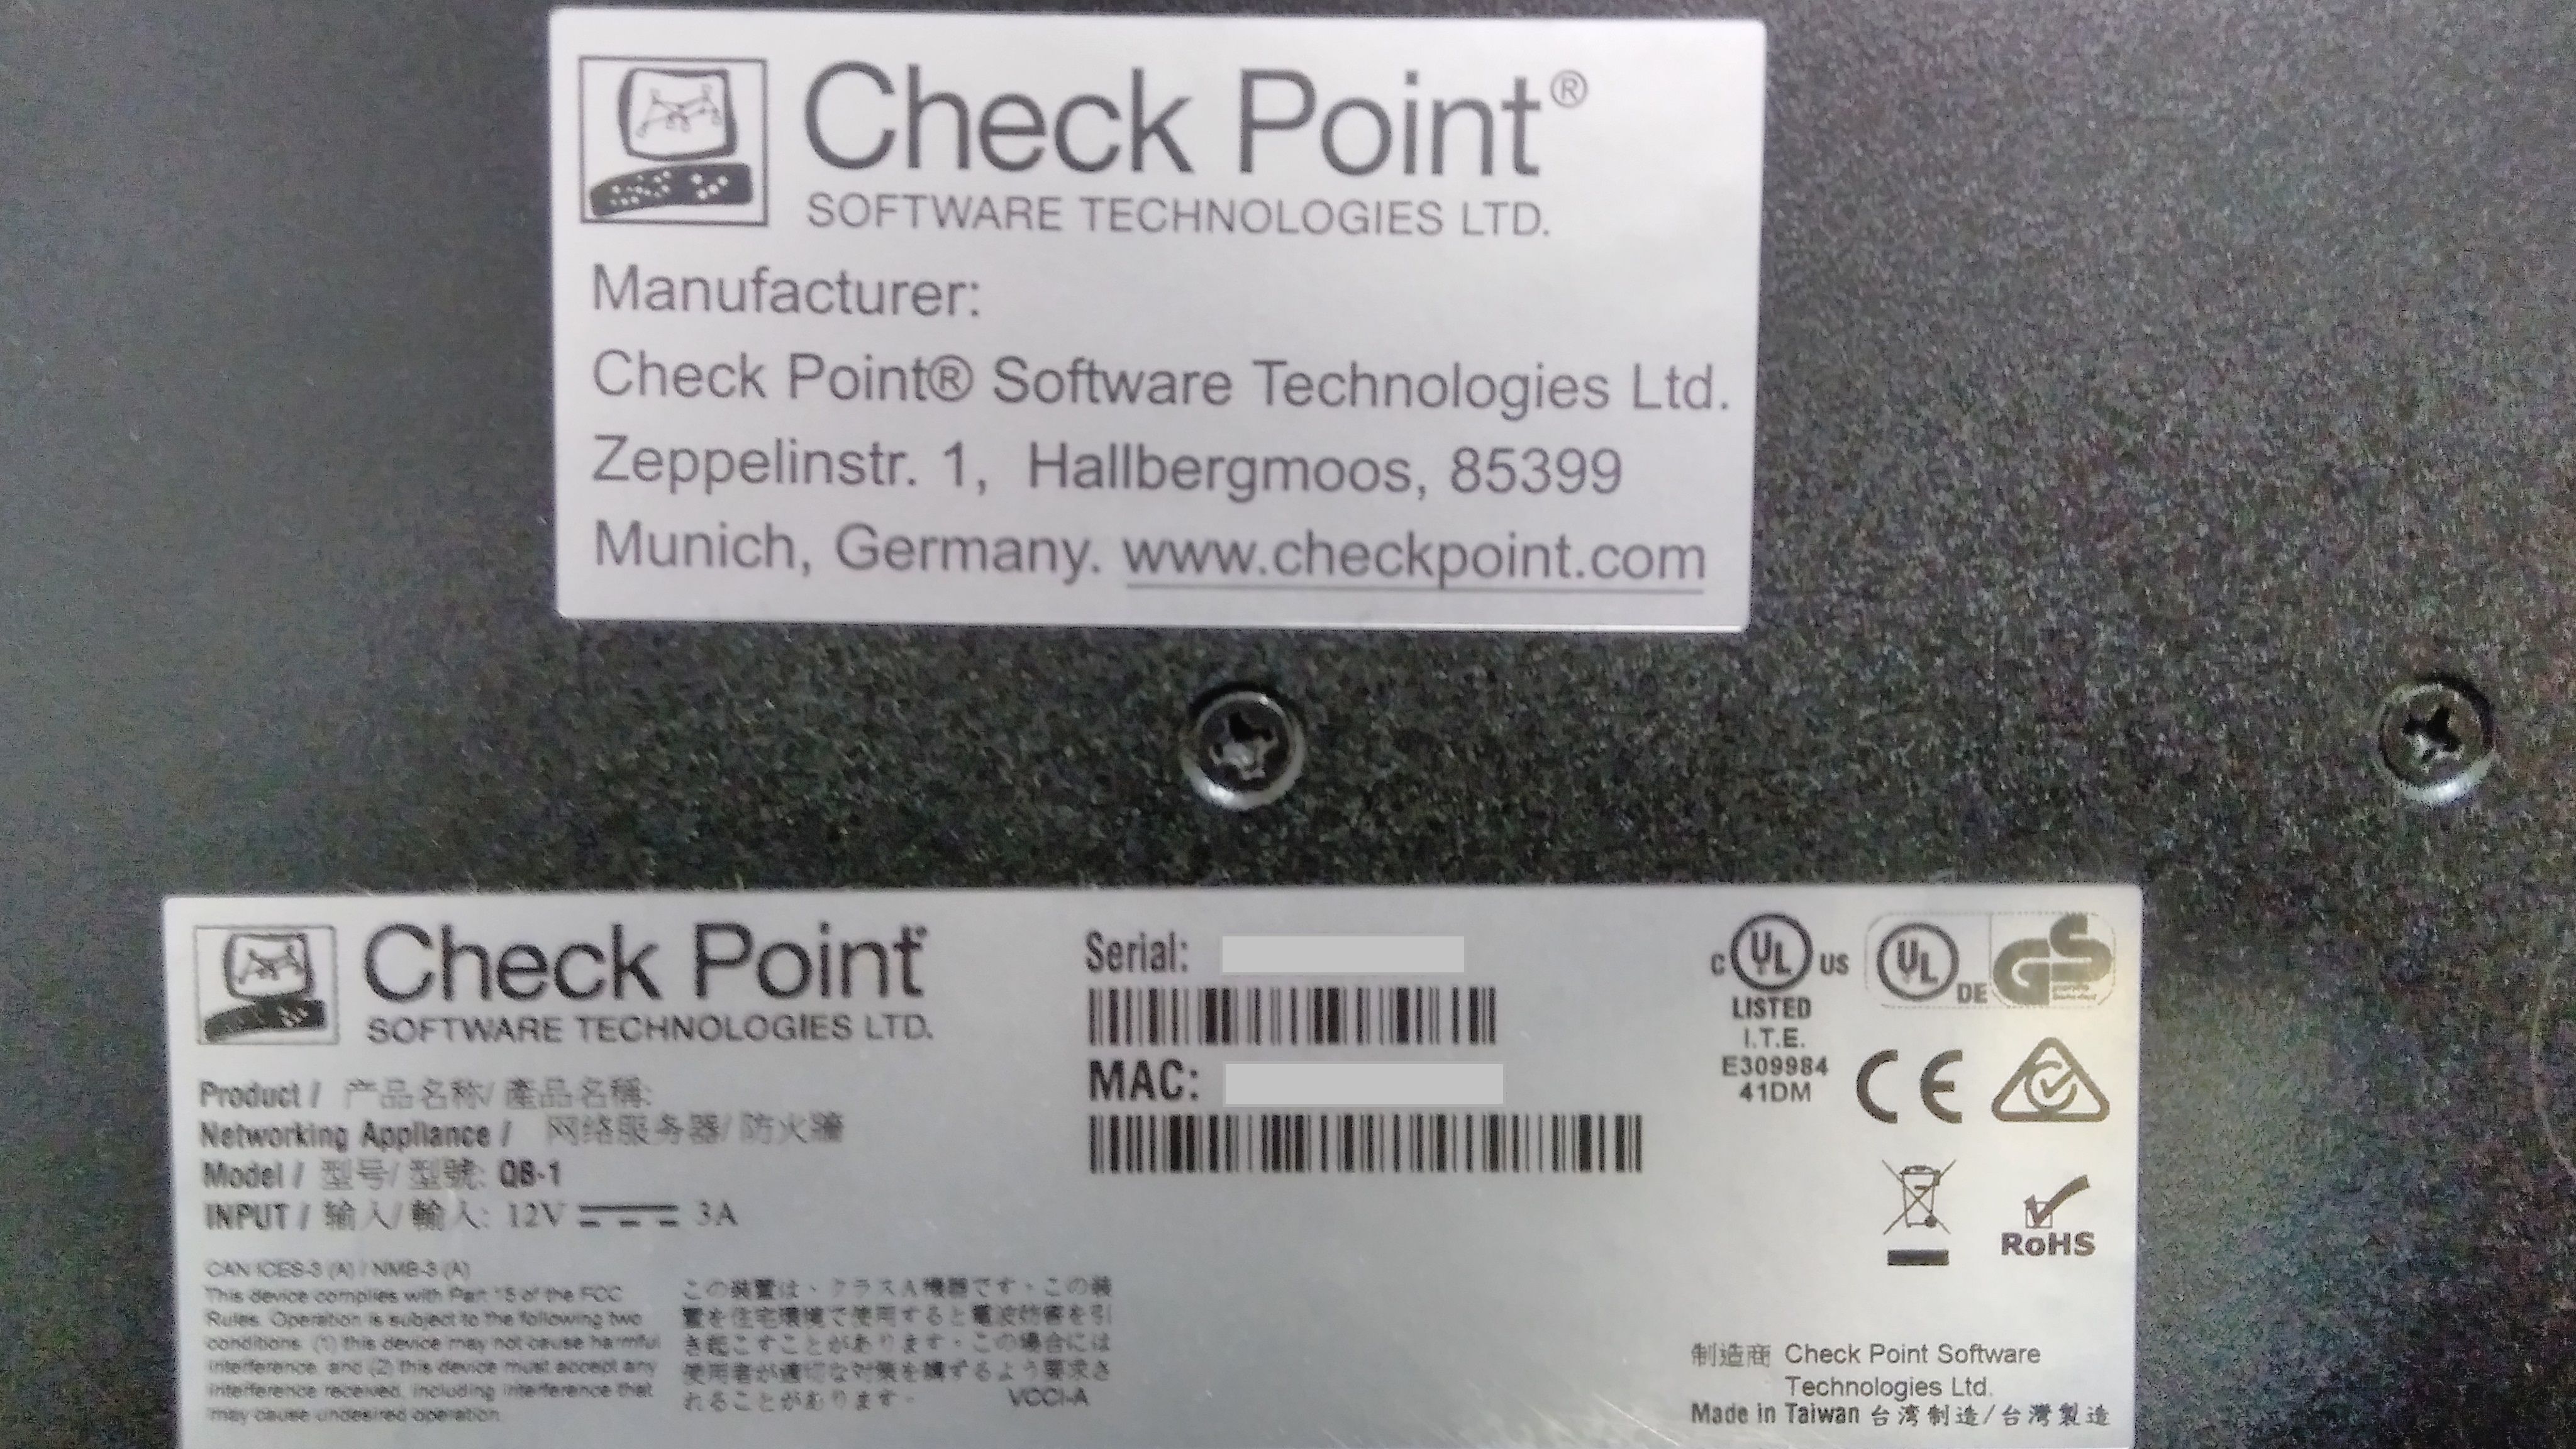 Check Point®
SOFTWARE TECHNOLOGIES LTD.
Manufacturer:
Check Point® Software Technologies Ltd.
Zeppelinstr. 1, Hallbergmoos, 85399
Munich, Germany. www.checkpoint.com
Check Point
SOFTWARE TECHNOLOGIES LTD.
Product / 产品名称/ 產品名稱:
Networking Appliance / 网络服务器/ 防火牆
Model / 型号/ 型號: QB-1
INPUT / 输入/ 輸入: 12V 3A
CAN ICES-3 (A) / NMB-3 (A)
This device complies with Part 15 of the FCC
Rules. Operation is subject to the following two
conditions: (1) this device may not cause harmful
interference, and (2) this device must accept any
interference received, including interference that
may cause undesired operation.
この装置は、クラスA機器です。この装
置を住宅環境で使用すると電波妨害を引
き起こすことがあります。この場合には
使用者が適切な対策を講ずるよう要求さ
れることがあります。 VCCI-A
Serial:
MAC:
C UL US
LISTED
I.T.E.
E309984
41DM
UL DE
GS
CE
RoHS
制造商 Check Point Software
Technologies Ltd.
Made in Taiwan 台湾制造/台灣製造